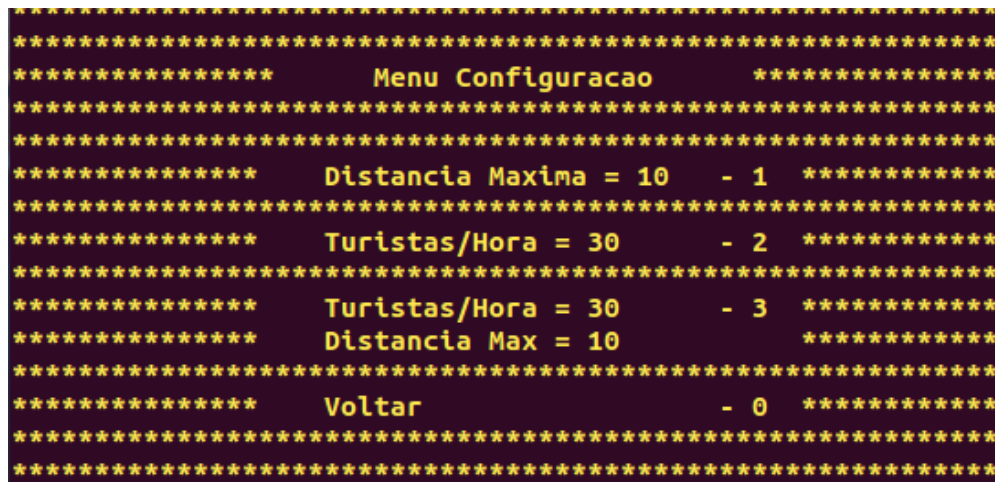 ************************************************************
************************************************************
****************      Menu Configuracao      ***************
************************************************************
************************************************************
***************    Distancia Maxima = 10   - 1  ************
************************************************************
***************    Turistas/Hora = 30      - 2  ************
************************************************************
***************    Turistas/Hora = 30      - 3  ************
***************    Distancia Max = 10           ************
************************************************************
***************    Voltar                  - 0  ************
************************************************************
************************************************************